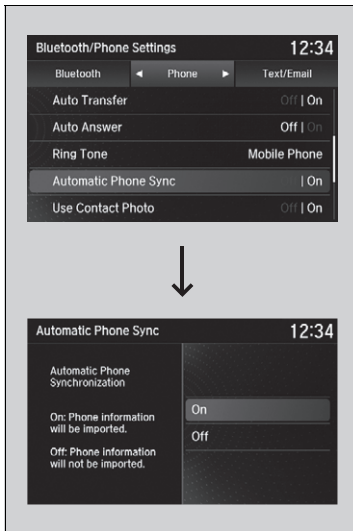 Bluetooth/Phone Settings 12:34
Bluetooth ◄ Phone ► Text/Email
Auto Transfer Off | On
Auto Answer Off | On
Ring Tone Mobile Phone
Automatic Phone Sync | On
Use Contact Photo Off | On
Automatic Phone Sync 12:34
Automatic Phone
Synchronization
On: Phone information
will be imported.
Off: Phone information
will not be imported.
On
Off